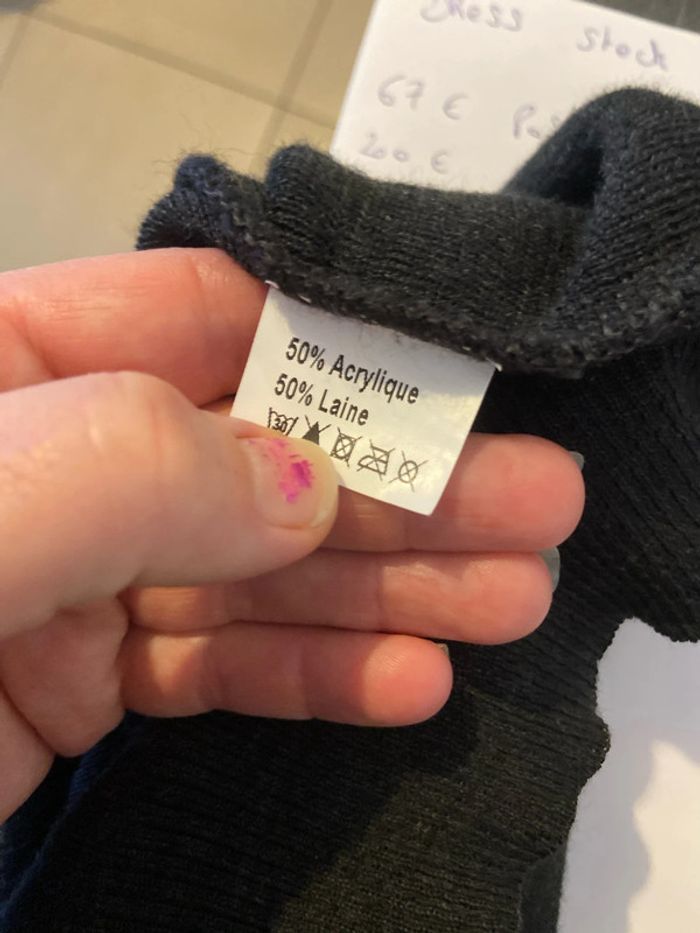 Dress Stock
67 €
200 €
50% Acrylique
50% Laine
30